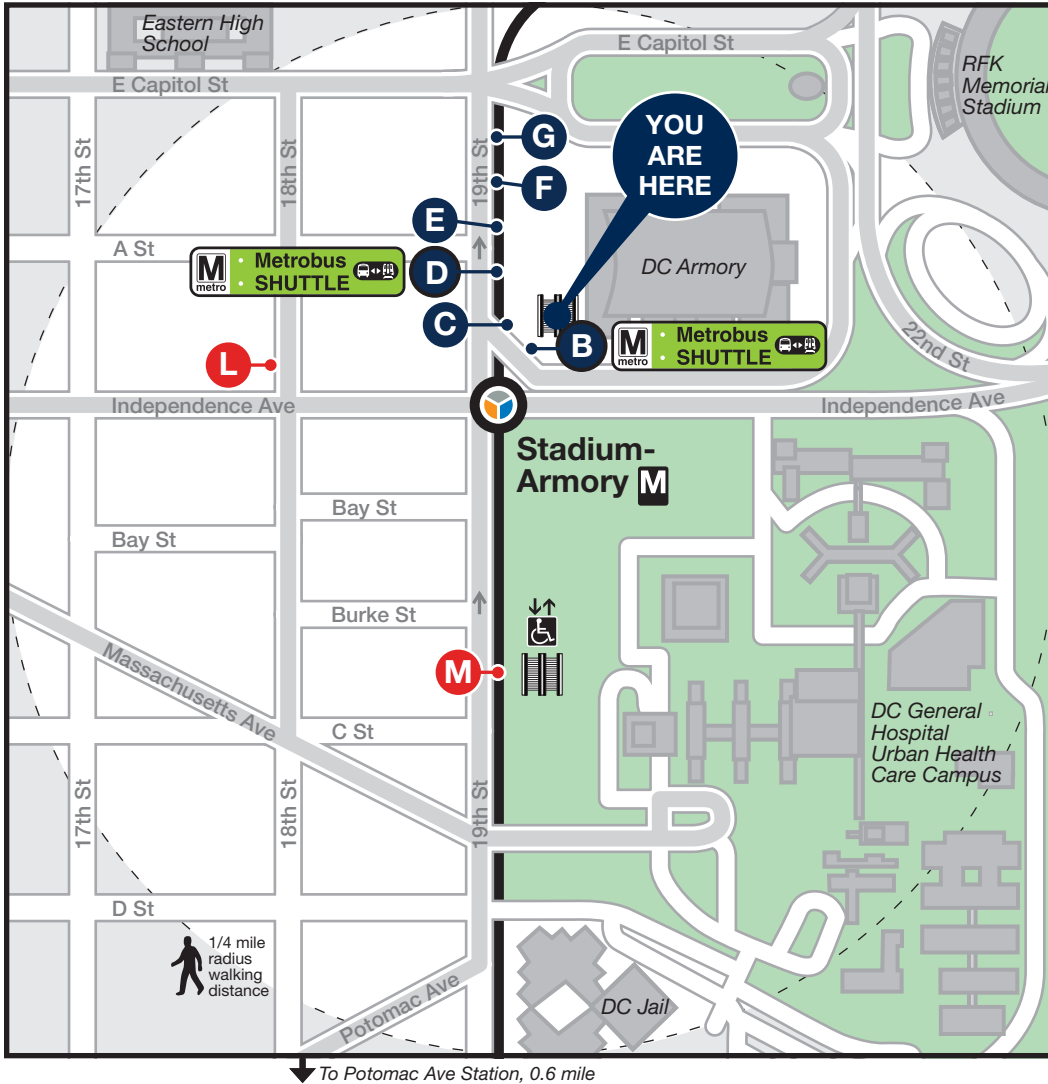 Eastern High
School
E Capitol St
RFK
Memorial
Stadium
E Capitol St
YOU
ARE
HERE
G
17th St
18th St
19th St
F
E
A St
M
metro
· Metrobus
· SHUTTLE
D
DC Armory
C
B
M
metro
· Metrobus
· SHUTTLE
22nd St
L
Independence Ave
Independence Ave
Stadium-
Armory M
Bay St
Bay St
Burke St
Massachusetts Ave
M
C St
DC General
Hospital
Urban Health
Care Campus
17th St
18th St
19th St
D St
1/4 mile
radius
walking
distance
Potomac Ave
DC Jail
To Potomac Ave Station, 0.6 mile